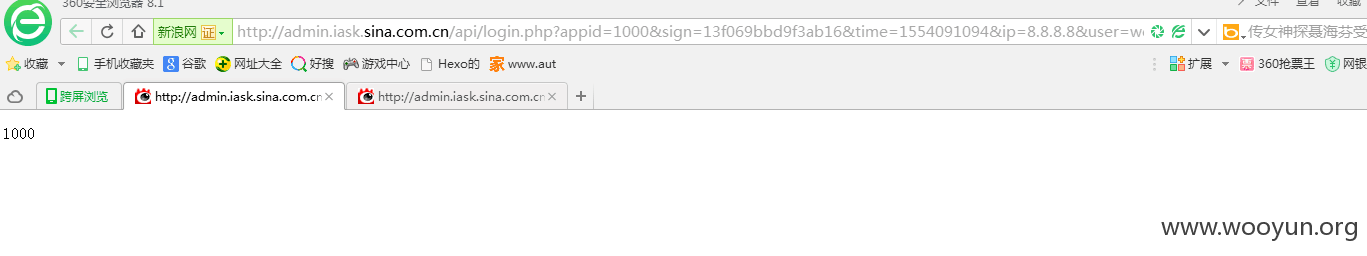 360安全浏览器 8.1 文件 查看 收藏
新浪网 证 http://admin.iask.sina.com.cn/api/login.php?appid=1000&sign=13f069bbd9f3ab16&time=1554091094&ip=8.8.8.8&user=w 传女神探聂海芬受
收藏 手机收藏夹 谷歌 网址大全 好搜 游戏中心 Hexo的 家 www.aut 扩展 360抢票王 网银
跨屏浏览 http://admin.iask.sina.com.cn http://admin.iask.sina.com.cn
1000
www.wooyun.org